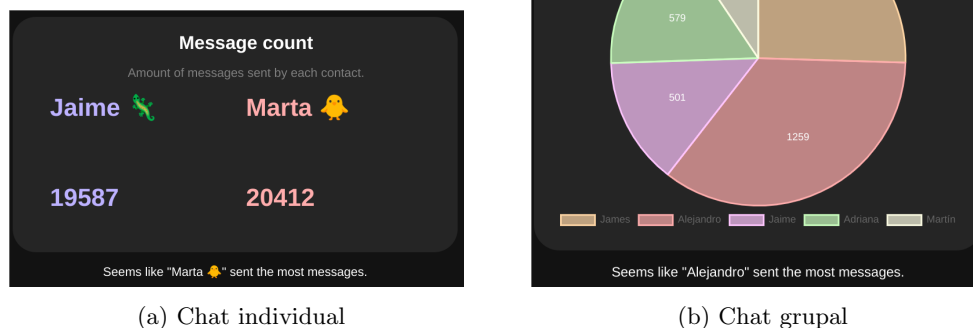 Message count
Amount of messages sent by each contact.
Jaime 🦎 Marta 🐥
19587 20412
Seems like "Marta 🐥" sent the most messages.
(a) Chat individual
579
501
1259
James Alejandro Jaime Adriana Martín
Seems like "Alejandro" sent the most messages.
(b) Chat grupal